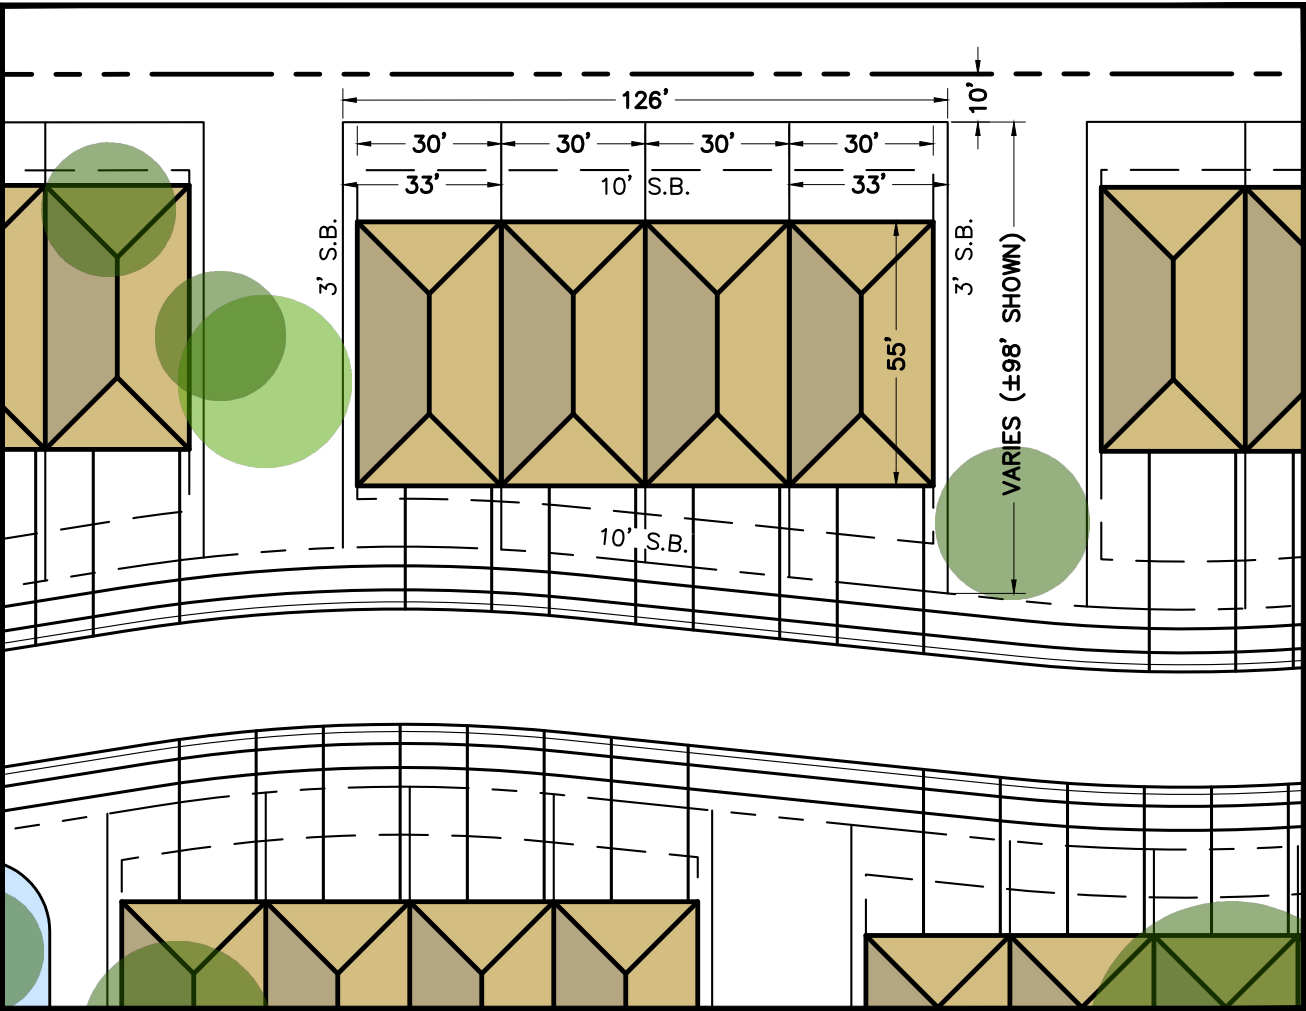 126'
10'
30' 30' 30' 30'
33' 10' S.B. 33'
3' S.B.
3' S.B.
VARIES (±98' SHOWN)
55'
10' S.B.